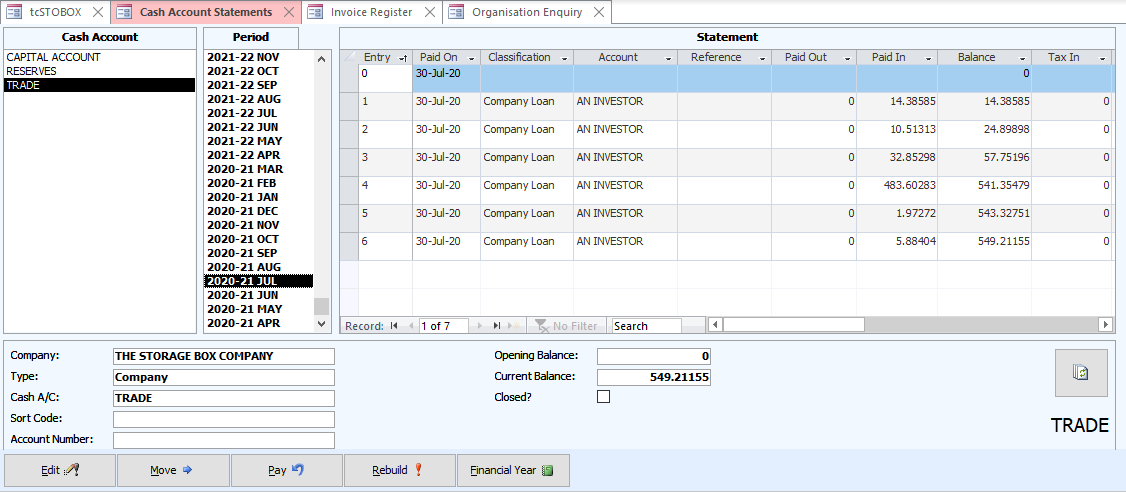 tcSTOBOX Cash Account Statements Invoice Register Organisation Enquiry
Cash Account
CAPITAL ACCOUNT
RESERVES
TRADE
Period
2021-22 NOV
2021-22 OCT
2021-22 SEP
2021-22 AUG
2021-22 JUL
2021-22 JUN
2021-22 MAY
2021-22 APR
2020-21 MAR
2020-21 FEB
2020-21 JAN
2020-21 DEC
2020-21 NOV
2020-21 OCT
2020-21 SEP
2020-21 AUG
2020-21 JUL
2020-21 JUN
2020-21 MAY
2020-21 APR
Statement
Entry Paid On Classification Account Reference Paid Out Paid In Balance Tax In
0 30-Jul-20 0
1 30-Jul-20 Company Loan AN INVESTOR 0 14.38585 14.38585 0
2 30-Jul-20 Company Loan AN INVESTOR 0 10.51313 24.89898 0
3 30-Jul-20 Company Loan AN INVESTOR 0 32.85298 57.75196 0
4 30-Jul-20 Company Loan AN INVESTOR 0 483.60283 541.35479 0
5 30-Jul-20 Company Loan AN INVESTOR 0 1.97272 543.32751 0
6 30-Jul-20 Company Loan AN INVESTOR 0 5.88404 549.21155 0
Record: 1 of 7 No Filter Search
Company: THE STORAGE BOX COMPANY
Type: Company
Cash A/C: TRADE
Sort Code:
Account Number:
Opening Balance: 0
Current Balance: 549.21155
Closed?
TRADE
Edit Move Pay Rebuild Financial Year